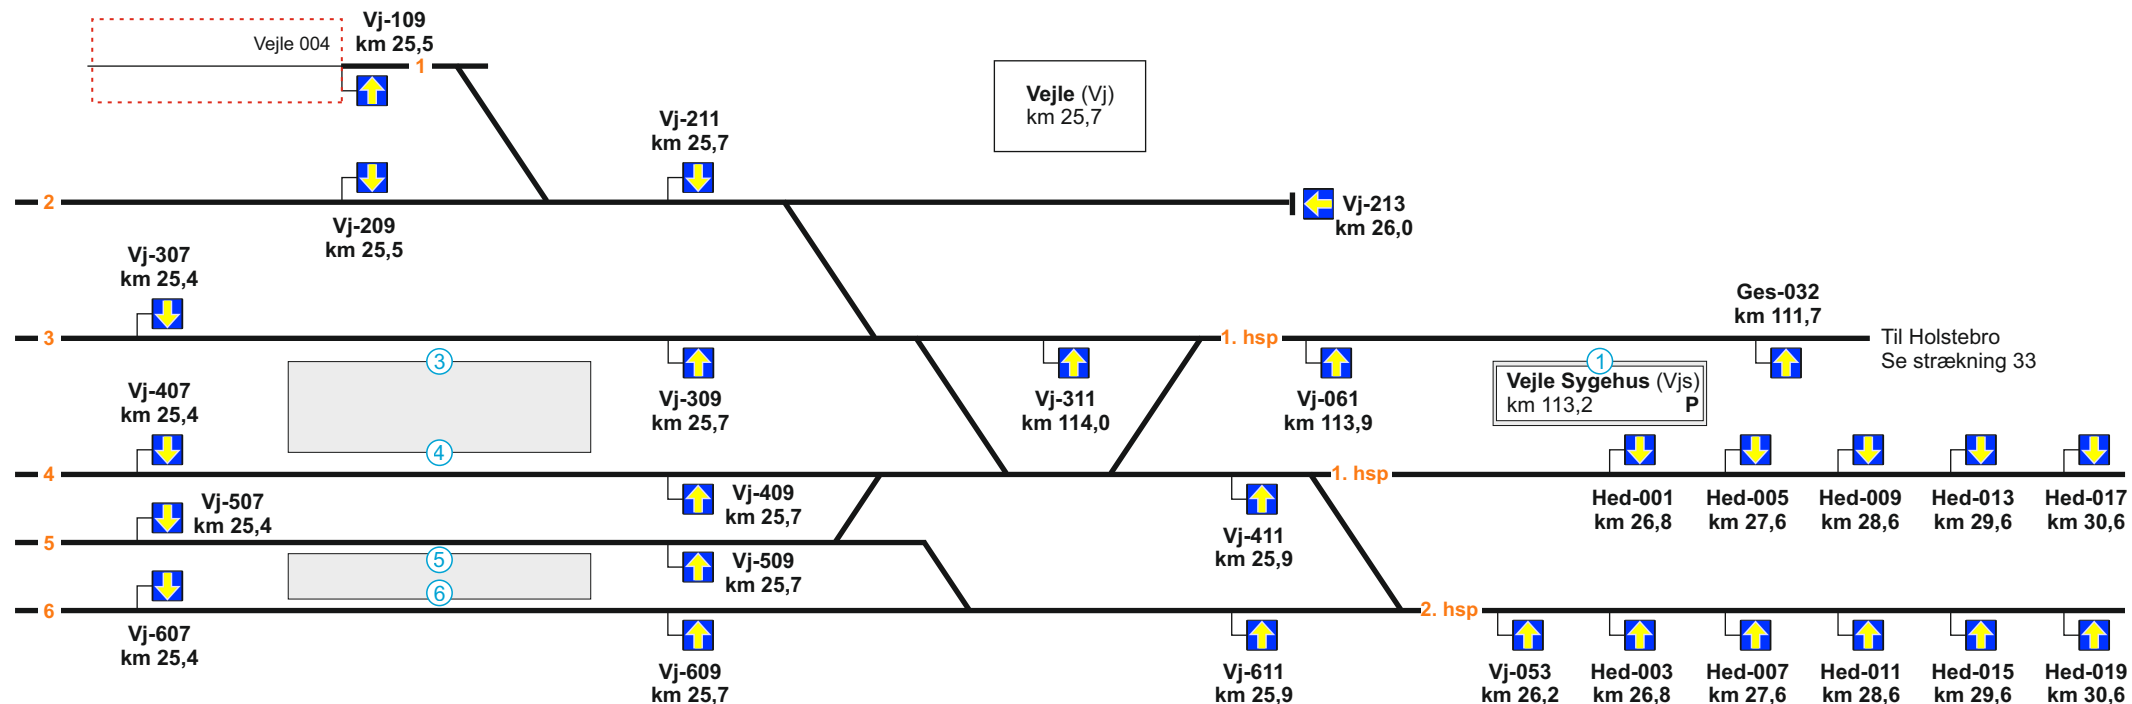 Vj-109
km 25,5
Vejle 004
1
Vejle (Vj)
km 25,7
Vj-211
km 25,7
2
Vj-209
km 25,5
Vj-213
km 26,0
Vj-307
km 25,4
Ges-032
km 111,7
3
1. hsp
Til Holstebro
Se strækning 33
3
4
Vj-309
km 25,7
Vj-311
km 114,0
Vj-061
km 113,9
1
Vejle Sygehus (Vjs)
km 113,2 P
Vj-407
km 25,4
4
1. hsp
Vj-409
km 25,7
Vj-411
km 25,9
Hed-001
km 26,8
Hed-005
km 27,6
Hed-009
km 28,6
Hed-013
km 29,6
Hed-017
km 30,6
Vj-507
km 25,4
5
5
6
Vj-509
km 25,7
6
2. hsp
Vj-607
km 25,4
Vj-609
km 25,7
Vj-611
km 25,9
Vj-053
km 26,2
Hed-003
km 26,8
Hed-007
km 27,6
Hed-011
km 28,6
Hed-015
km 29,6
Hed-019
km 30,6